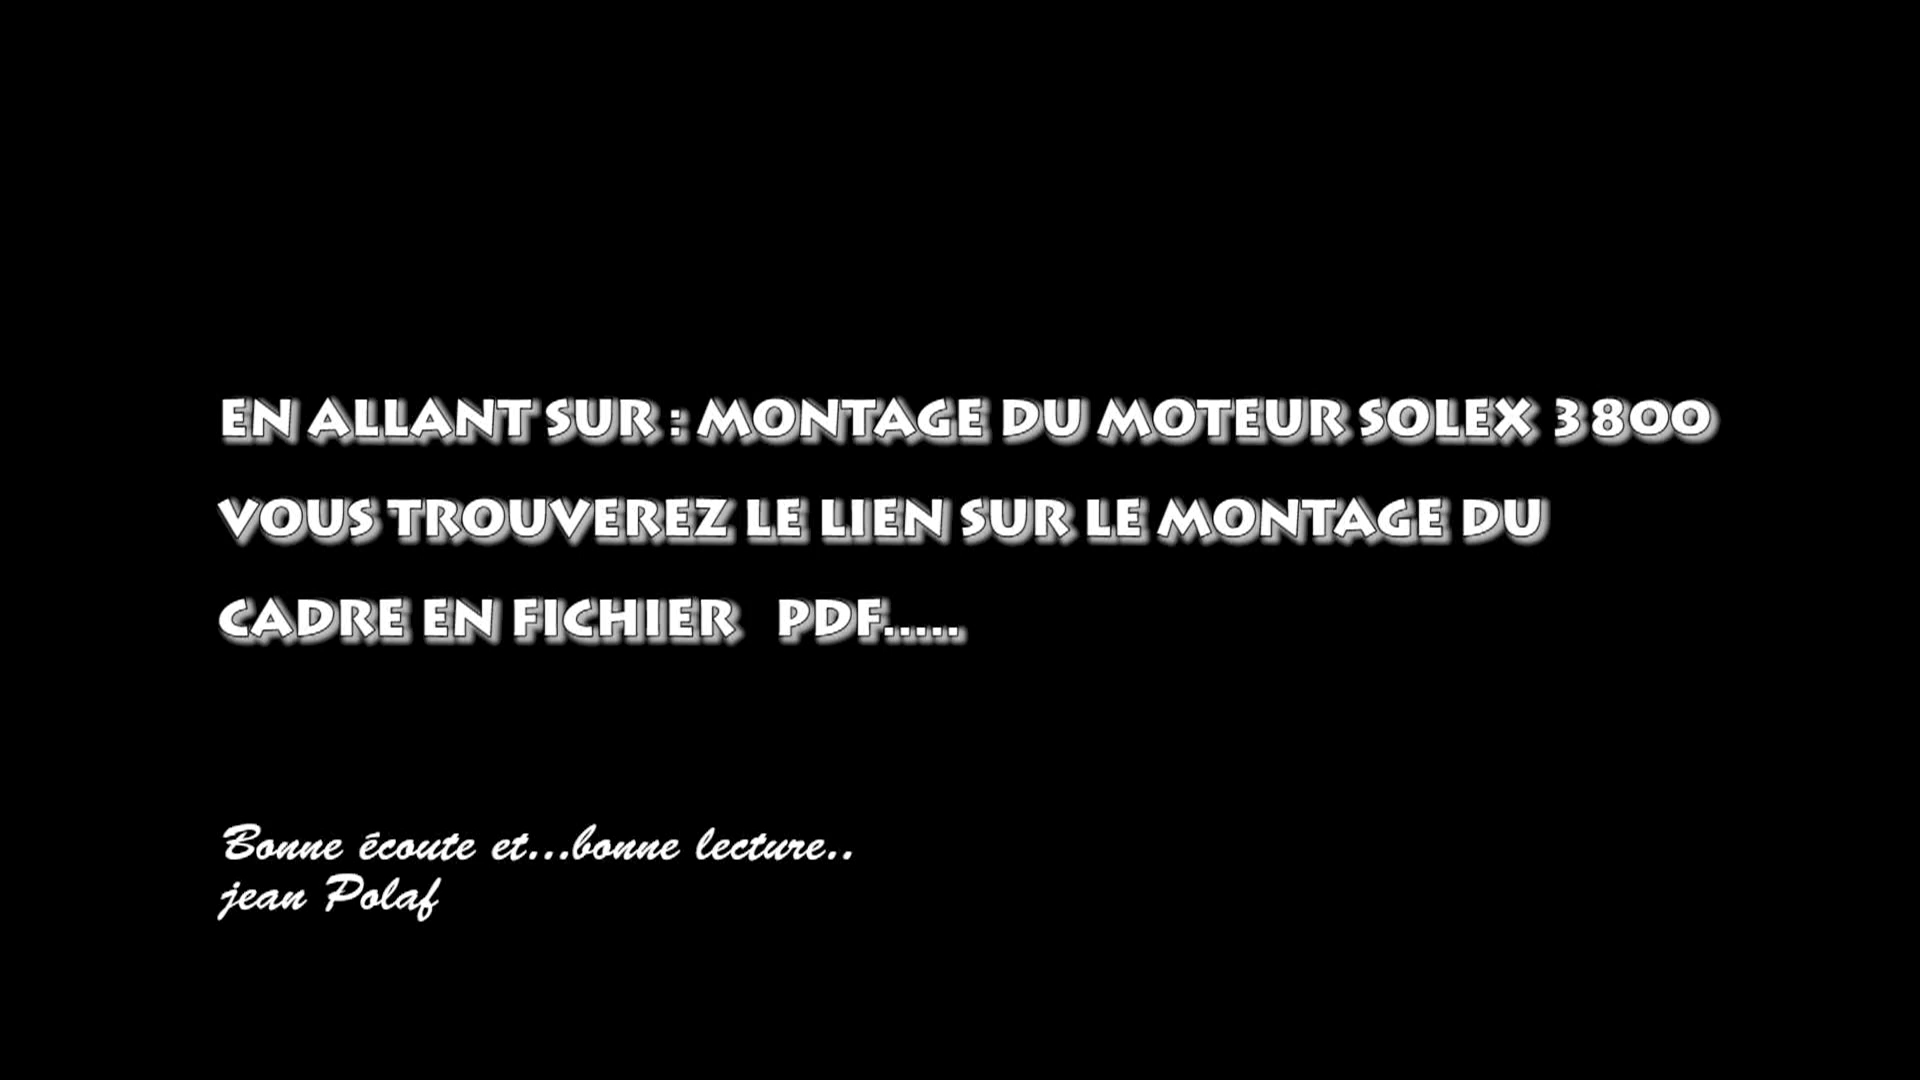 EN ALLANT SUR : MONTAGE DU MOTEUR SOLEX 3800
VOUS TROUVEREZ LE LIEN SUR LE MONTAGE DU
CADRE EN FICHIER PDF.....
Bonne écoute et...bonne lecture..
jean Polaf